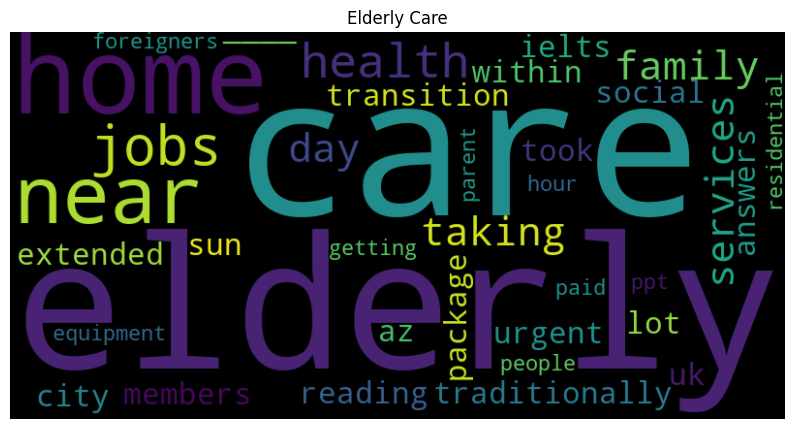 Elderly Care
foreigners
home
health
ielts
within
family
transition
social
residential
jobs
care
day
parent
took
hour
services
answers
near
taking
extended
sun
getting
elderly
package
paid
ppt
equipment
az
urgent
lot
people
uk
city
members
reading
traditionally